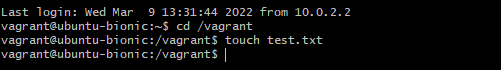 Last login: Wed Mar  9 13:31:44 2022 from 10.0.2.2
vagrant@ubuntu-bionic:~$ cd /vagrant
vagrant@ubuntu-bionic:/vagrant$ touch test.txt
vagrant@ubuntu-bionic:/vagrant$